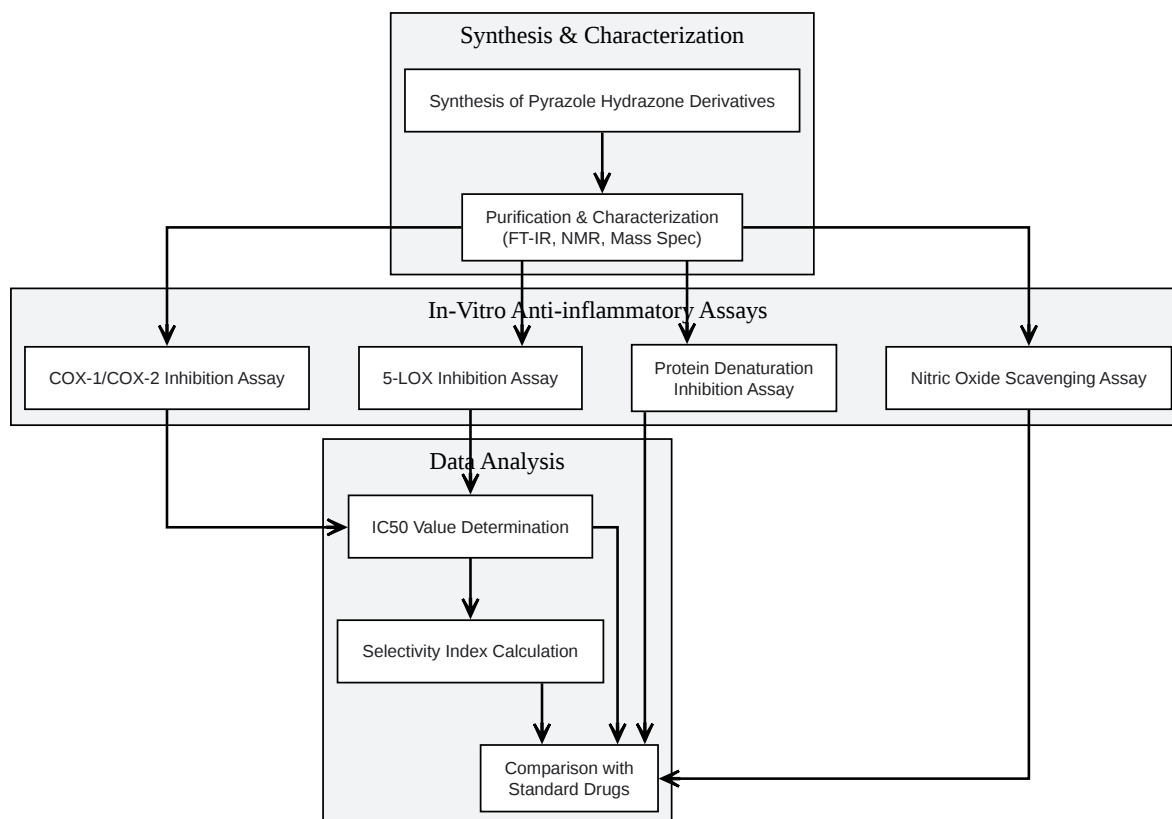 Synthesis & Characterization
Synthesis of Pyrazole Hydrazone Derivatives
Purification & Characterization
(FT-IR, NMR, Mass Spec)
In-Vitro Anti-inflammatory Assays
COX-1/COX-2 Inhibition Assay
5-LOX Inhibition Assay
Protein Denaturation
Inhibition Assay
Nitric Oxide Scavenging Assay
Data Analysis
IC50 Value Determination
Selectivity Index Calculation
Comparison with
Standard Drugs